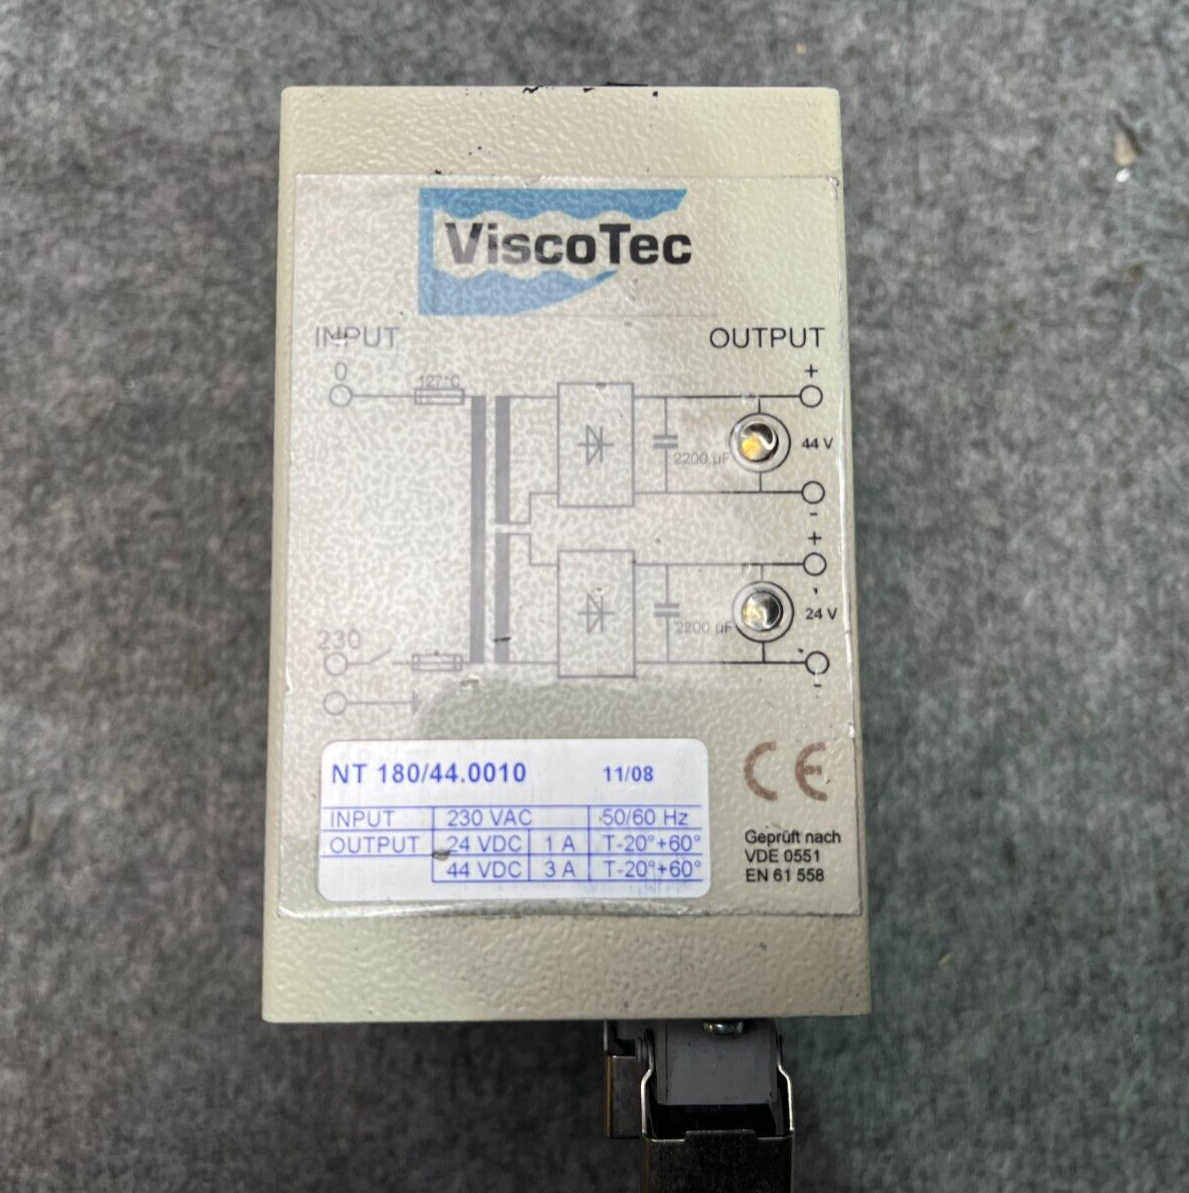 ViscoTec
INPUT OUTPUT
0 +
127°C
44 V
2200 µF
-
+
24 V
2200 µF
230
-
NT 180/44.0010 11/08
INPUT 230 VAC 50/60 Hz
OUTPUT 24 VDC 1 A T-20°+60°
44 VDC 3 A T-20°+60°
CE
Geprüft nach
VDE 0551
EN 61 558